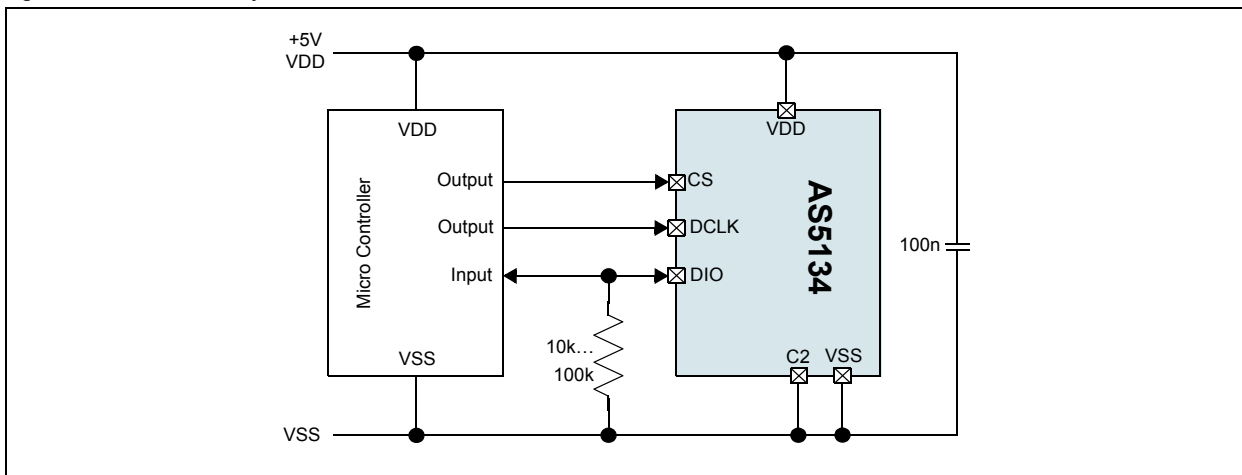 +5V
VDD
VDD
VDD
Micro Controller
Output
CS
Output
DCLK
Input
DIO
AS5134
100n
10k…
100k
VSS
C2 VSS
VSS